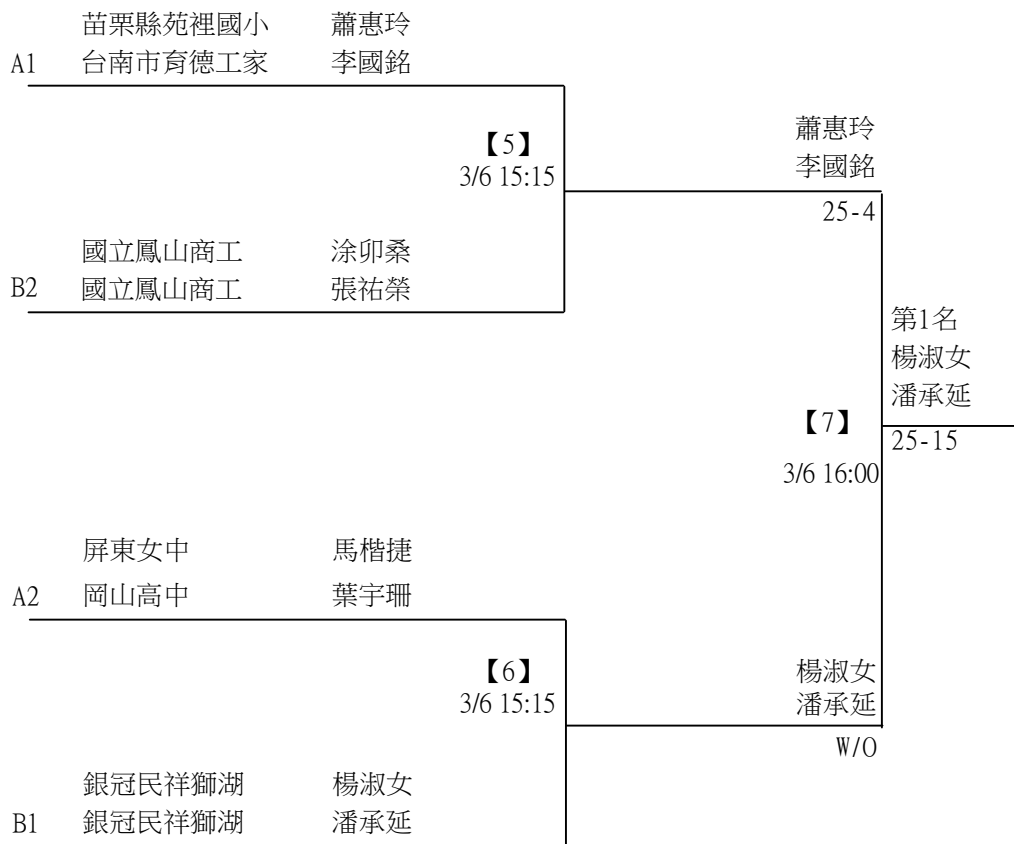 苗栗縣苑裡國小 蕭惠玲
A1 台南市育德工家 李國銘
【5】
3/6 15:15
蕭惠玲
李國銘
25-4
國立鳳山商工 涂卯桑
B2 國立鳳山商工 張祐榮
第1名
楊淑女
潘承延
25-15
【7】
3/6 16:00
屏東女中 馬楷捷
A2 岡山高中 葉宇珊
【6】
3/6 15:15
楊淑女
潘承延
W/O
銀冠民祥獅湖 楊淑女
B1 銀冠民祥獅湖 潘承延